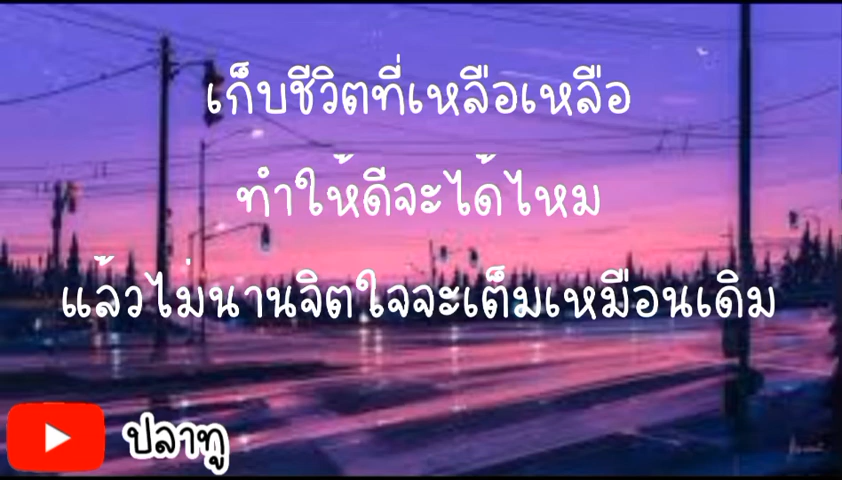 เก็บชีวิตที่เหลือเหลือ
ทำให้ดีจะได้ไหม
แล้วไม่นานจิตใจจะเต็มเหมือนเดิม
ปลาทู